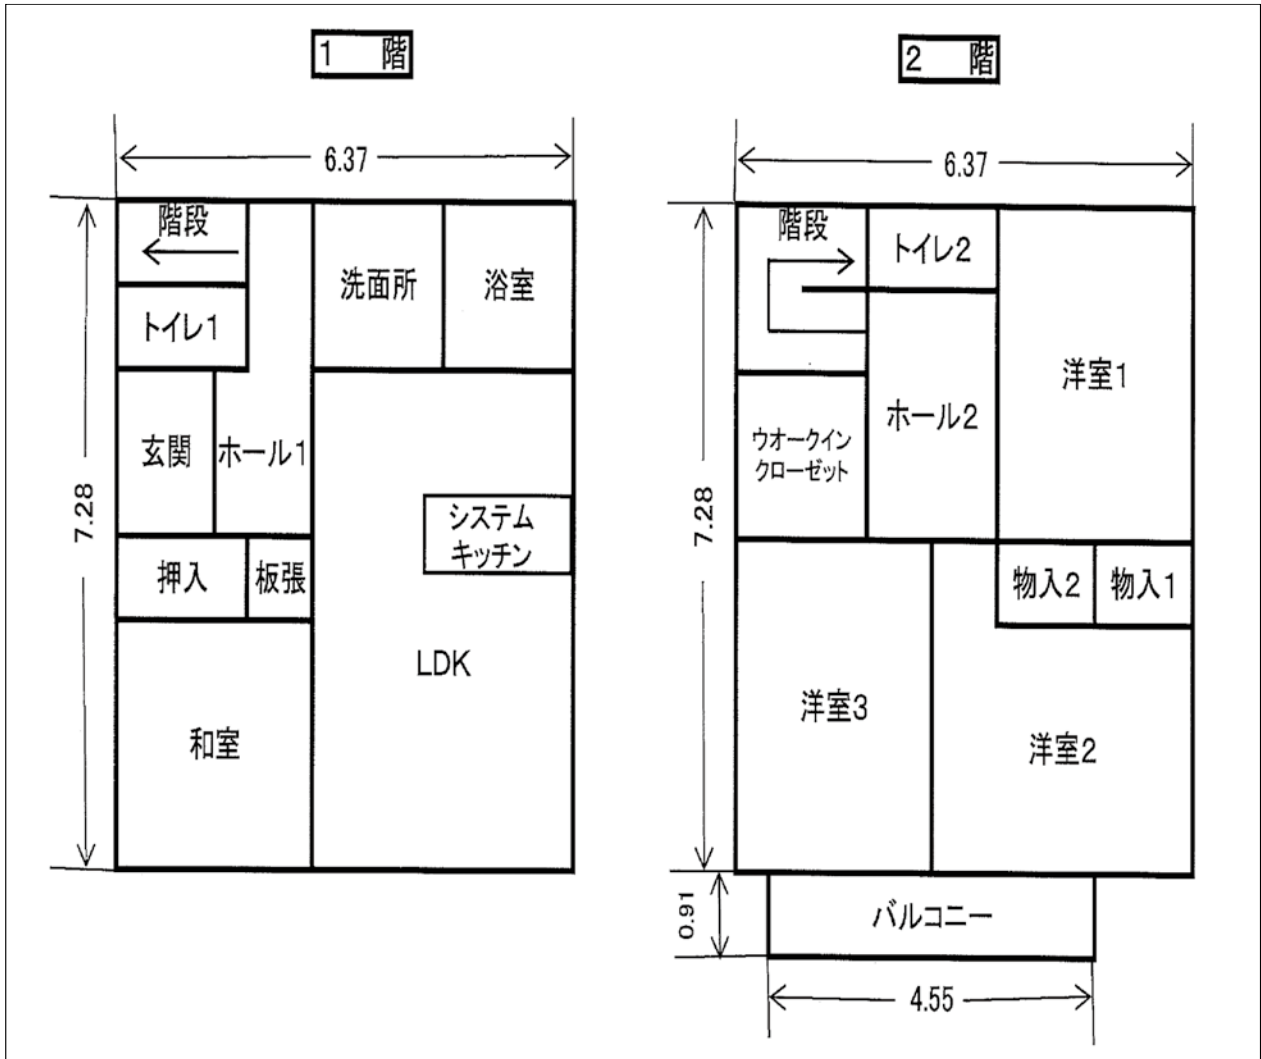 1 階
6.37
7.28
階段
トイレ1
洗面所
浴室
玄関
ホール1
システム
キッチン
押入
板張
LDK
和室
2 階
6.37
7.28
階段
トイレ2
洋室1
ホール2
ウオークイン
クローゼット
物入2
物入1
洋室3
洋室2
0.91
バルコニー
4.55